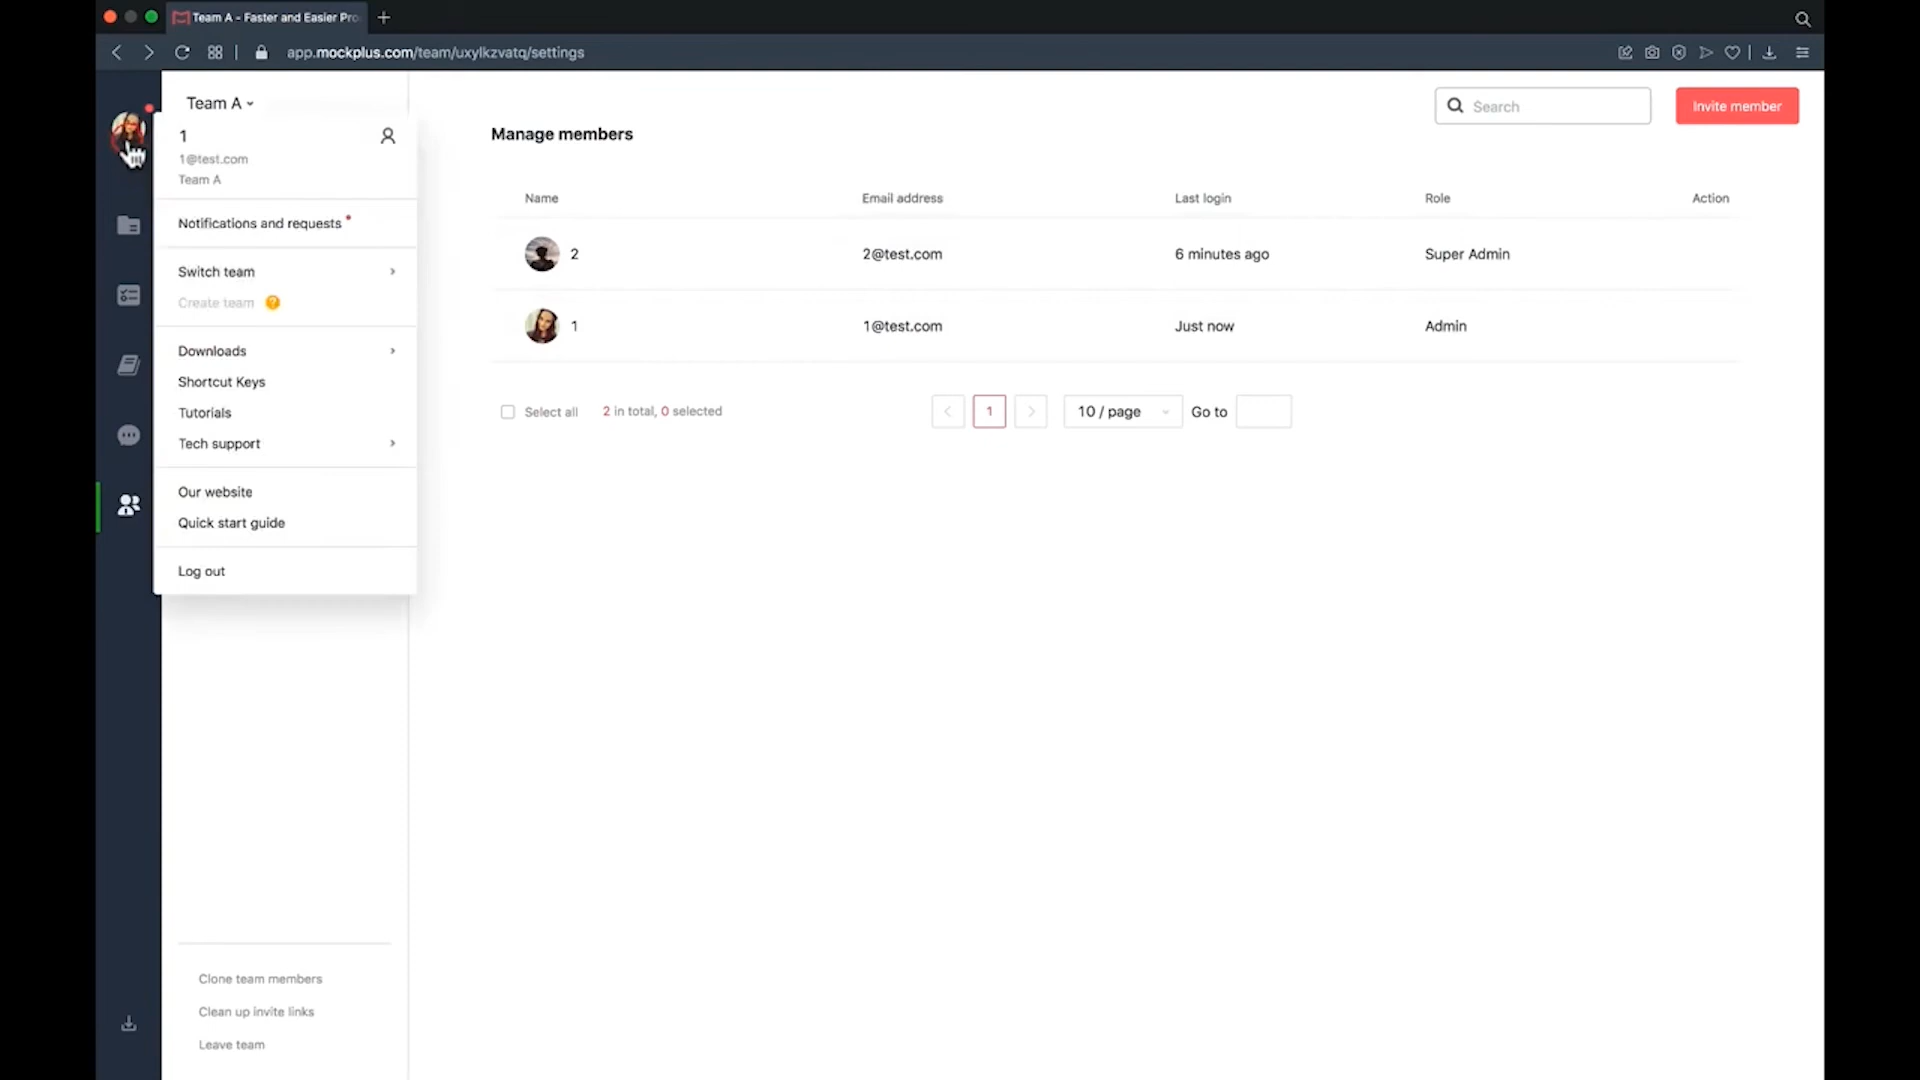 Team A - Faster and Easier Pro
app.mockplus.com/team/uxylkzvatq/settings
Team A
1
1@test.com
Team A
Notifications and requests
Switch team
Create team ?
Downloads
Shortcut Keys
Tutorials
Tech support
Our website
Quick start guide
Log out
Clone team members
Clean up invite links
Leave team
Search
Invite member
Manage members
Name Email address Last login Role Action
2 2@test.com 6 minutes ago Super Admin
1 1@test.com Just now Admin
Select all 2 in total, 0 selected < 1 > 10 / page Go to